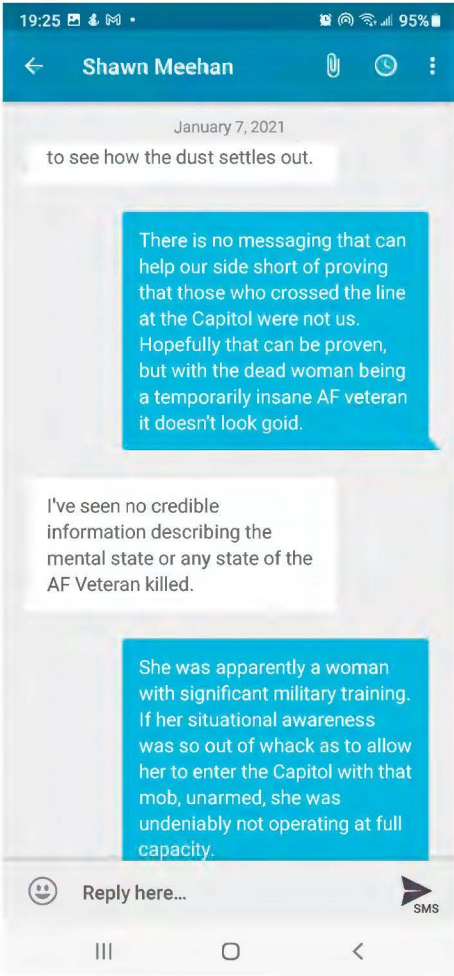 19:25 95%
Shawn Meehan
January 7, 2021
to see how the dust settles out.
There is no messaging that can
help our side short of proving
that those who crossed the line
at the Capitol were not us.
Hopefully that can be proven,
but with the dead woman being
a temporarily insane AF veteran
it doesn't look goid.
I've seen no credible
information describing the
mental state or any state of the
AF Veteran killed.
She was apparently a woman
with significant military training.
If her situational awareness
was so out of whack as to allow
her to enter the Capitol with that
mob, unarmed, she was
undeniably not operating at full
capacity.
Reply here...
SMS